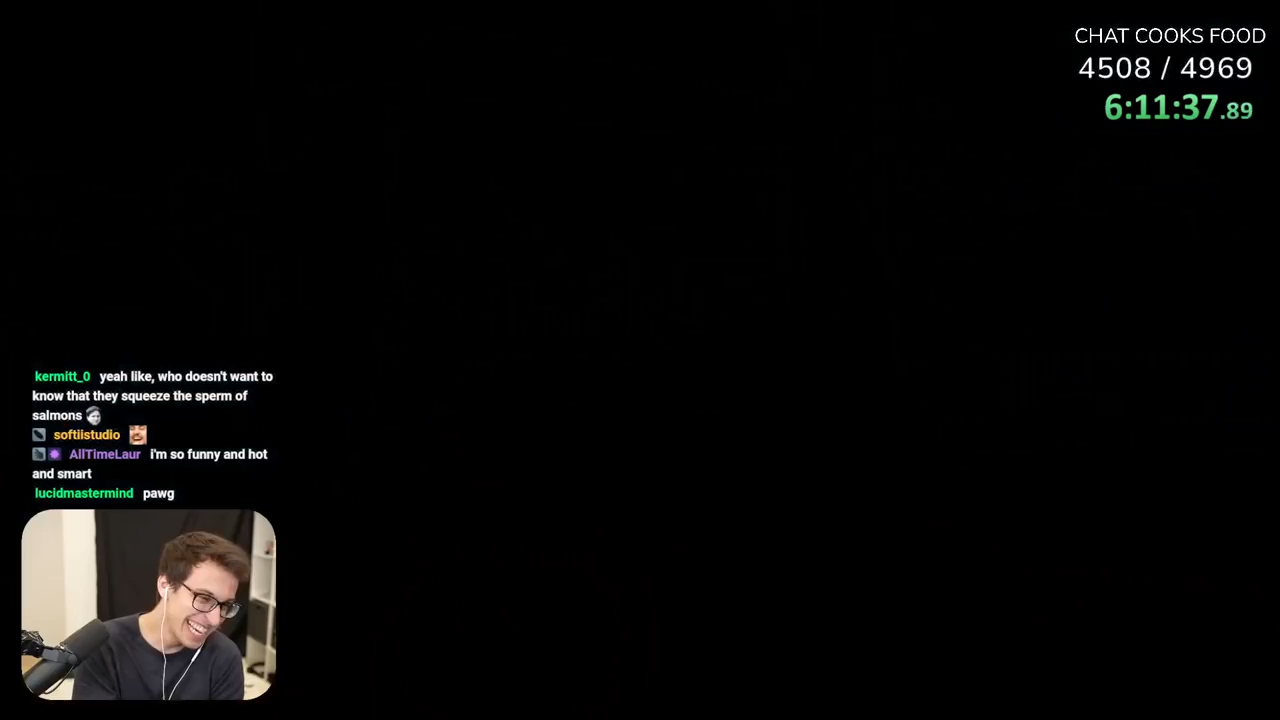 CHAT COOKS FOOD
4508 / 4969
6:11:37.89
kermitt_0 yeah like, who doesn't want to
know that they squeeze the sperm of
salmons
softiistudio
AllTimeLaur i'm so funny and hot
and smart
lucidmastermind pawg